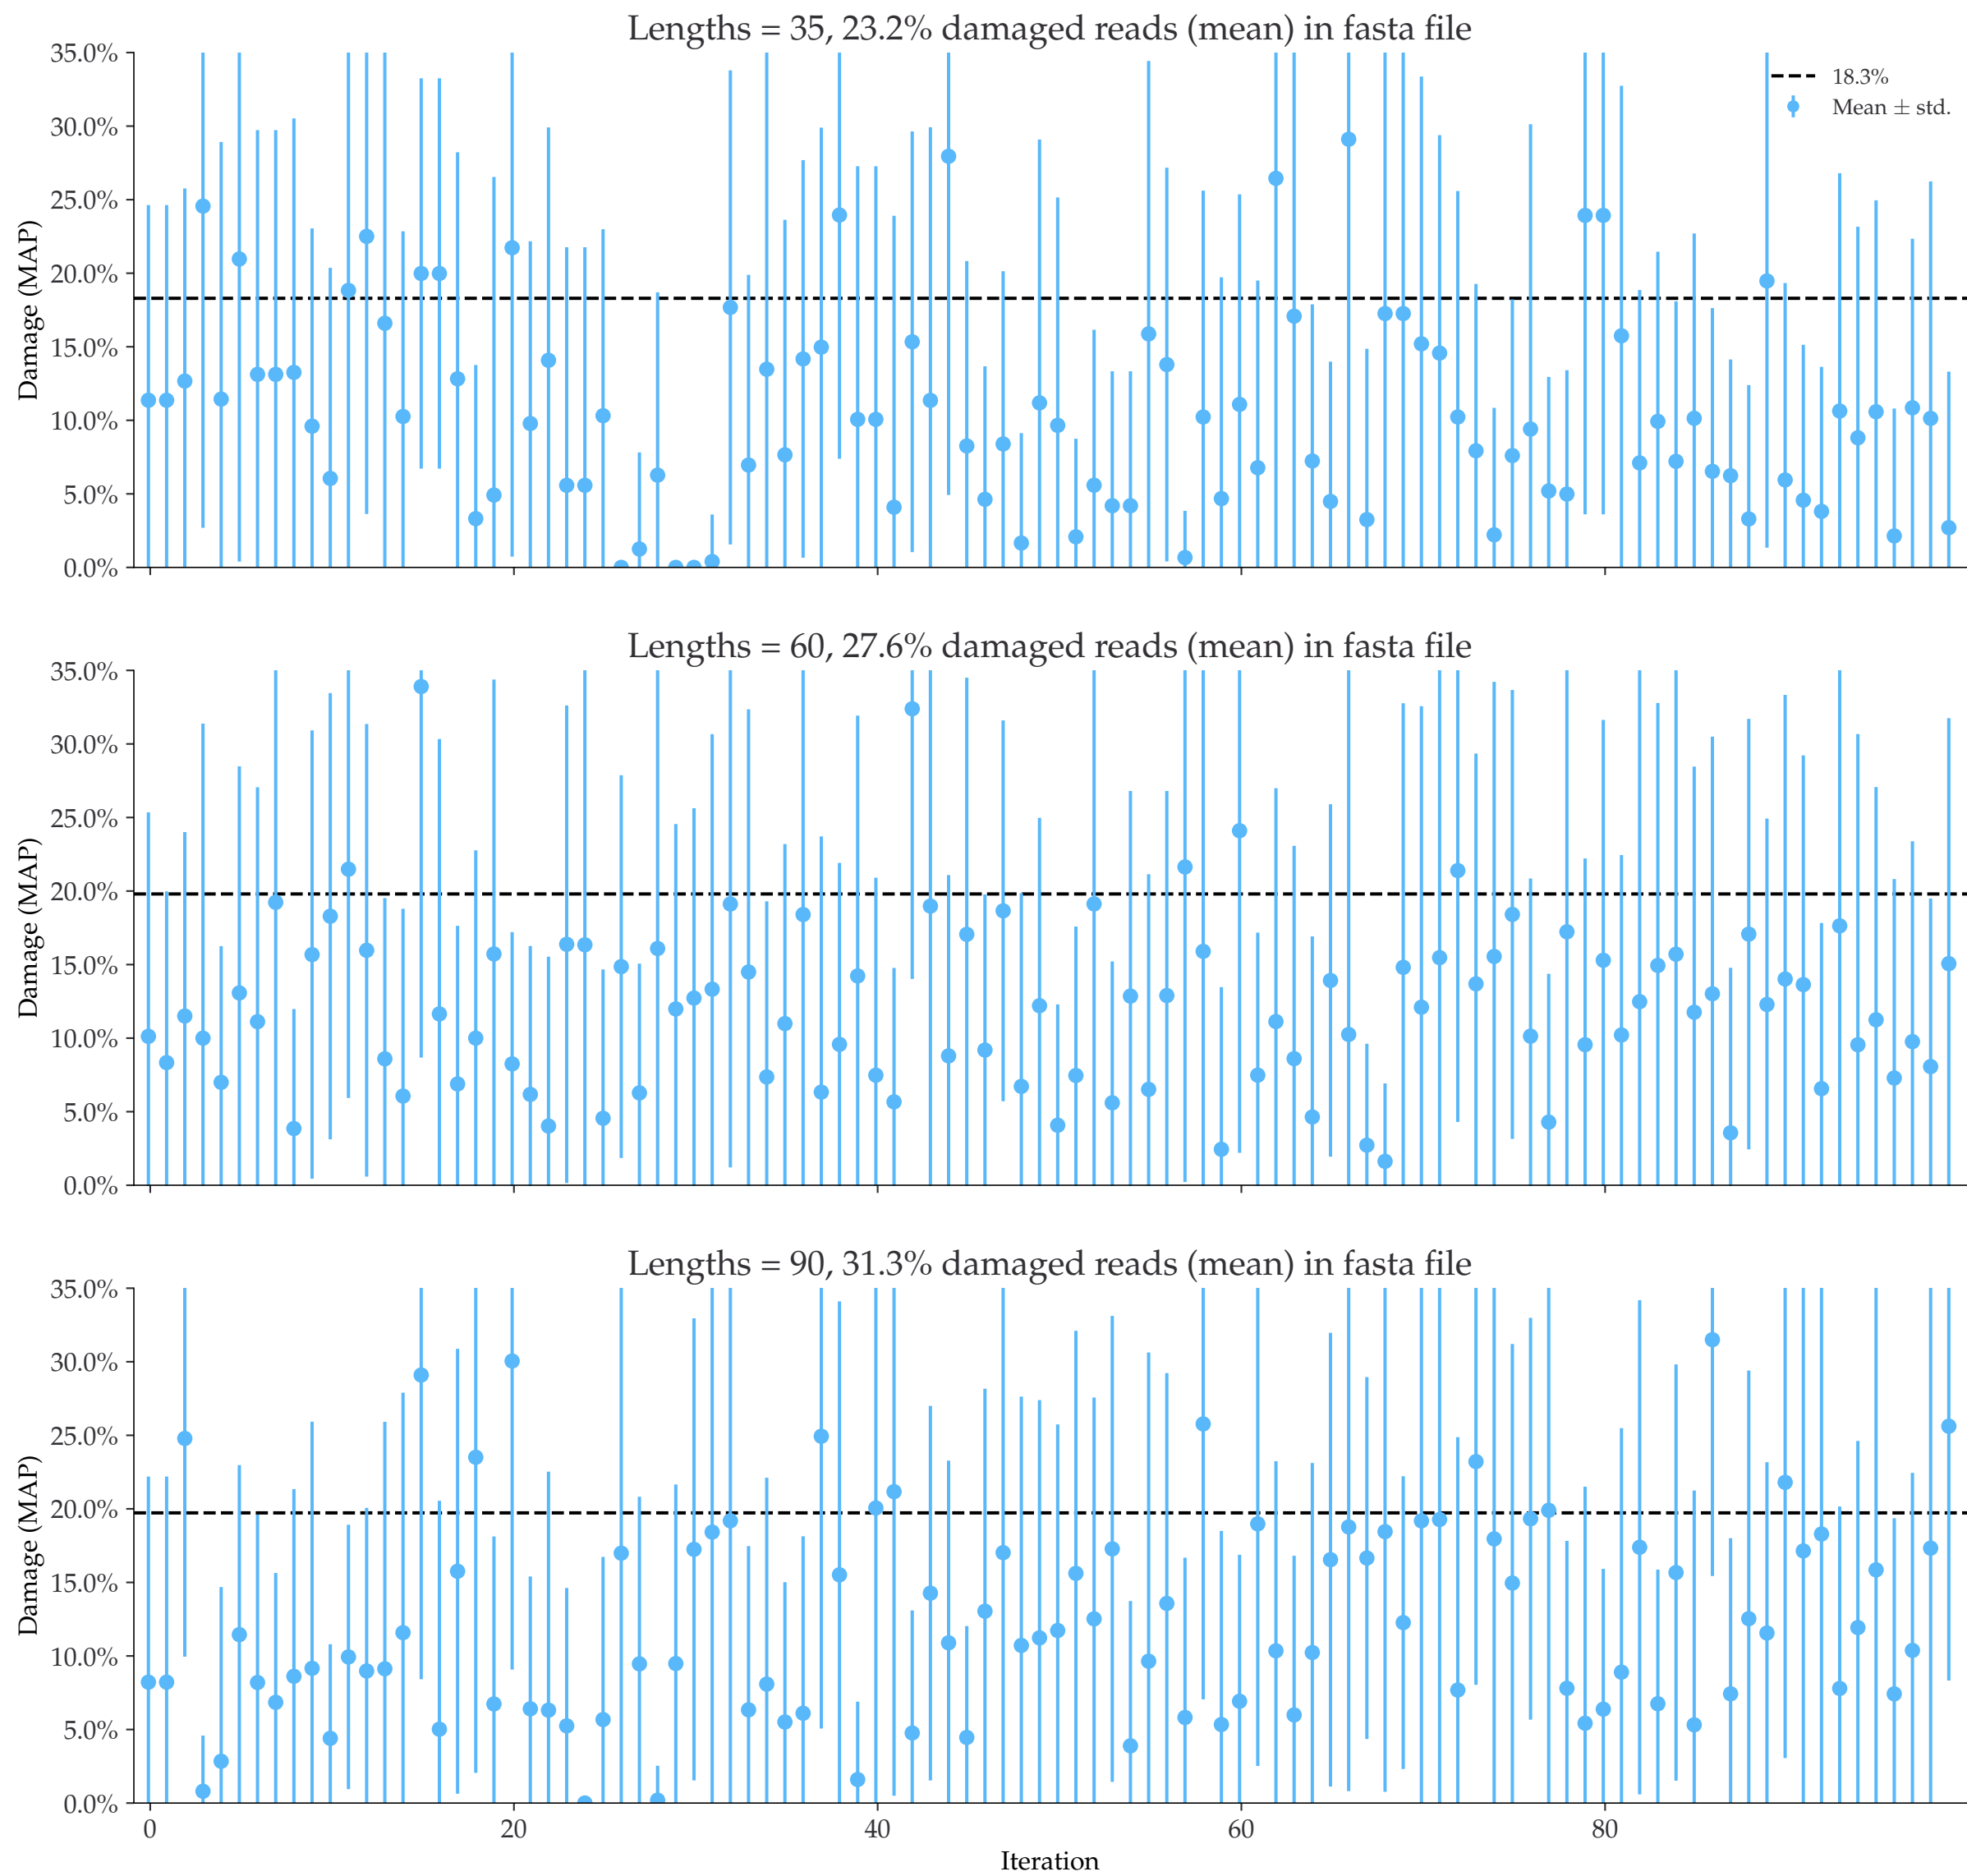 Lengths = 35, 23.2% damaged reads (mean) in fasta file
35.0%
30.0%
25.0%
20.0%
15.0%
10.0%
5.0%
0.0%
Damage (MAP)
18.3%
Mean ± std.
Lengths = 60, 27.6% damaged reads (mean) in fasta file
35.0%
30.0%
25.0%
20.0%
15.0%
10.0%
5.0%
0.0%
Damage (MAP)
Lengths = 90, 31.3% damaged reads (mean) in fasta file
35.0%
30.0%
25.0%
20.0%
15.0%
10.0%
5.0%
0.0%
Damage (MAP)
0 20 40 60 80
Iteration